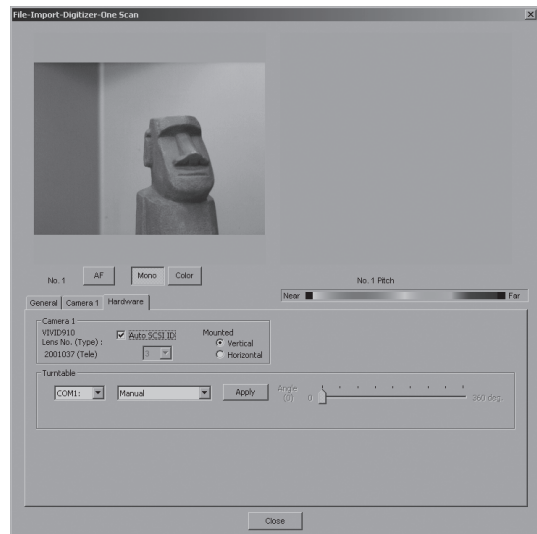 File-Import-Digitizer-One Scan
No. 1 AF Mono Color No. 1 Pitch
Near Far
General Camera 1 Hardware
Camera 1
VIVID910
Lens No. (Type) :
2001037 (Tele)
Auto SCSI ID
3
Mounted
Vertical
Horizontal
Turntable
COM1: Manual Apply Angle
(β) 0 360 deg.
Close